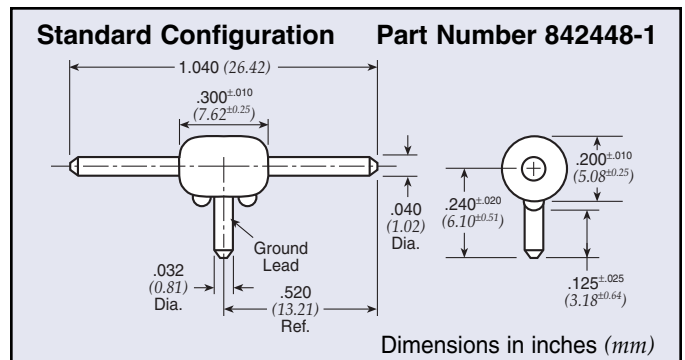 Standard Configuration Part Number 842448-1
1.040 (26.42)
.300±.010
(7.62±0.25)
.200±.010
(5.08±0.25)
.040
(1.02)
Dia.
.240±.020
(6.10±0.51)
Ground
Lead
.032
(0.81)
Dia.
.520
(13.21)
Ref.
.125±.025
(3.18±0.64)
Dimensions in inches (mm)